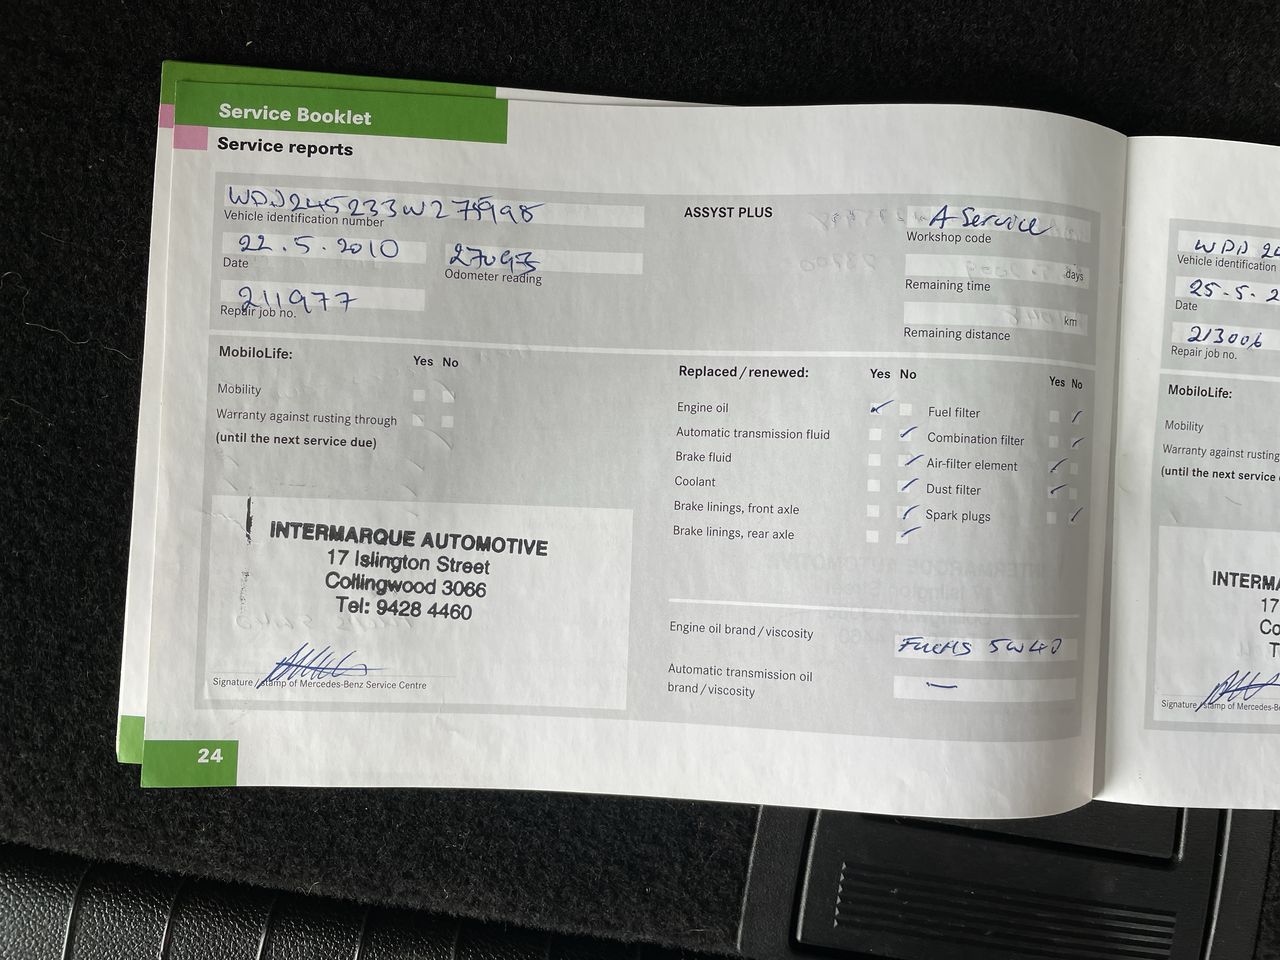 Service Booklet
Service reports
Vehicle identification number
22.5.2010
Date
Odometer reading
211977
Repair job no.
ASSYST PLUS
A-Service
Workshop code
days
Remaining time
km
Remaining distance
MobiloLife:
Yes No
Mobility
Warranty against rusting through
(until the next service due)
Replaced/renewed:
Yes No
Engine oil
Automatic transmission fluid
Brake fluid
Coolant
Brake linings, front axle
Brake linings, rear axle
Yes No
Fuel filter
Combination filter
Air-filter element
Dust filter
Spark plugs
INTERMARQUE AUTOMOTIVE
17 Islington Street
Collingwood 3066
Tel: 9428 4460
Signature/stamp of Mercedes-Benz Service Centre
Engine oil brand/viscosity
Fuchs 5W40
Automatic transmission oil
brand/viscosity
—
24
WDD 24
Vehicle identification
25-5-2
Date
213006
Repair job no.
MobiloLife:
Mobility
Warranty against rusting
(until the next service
INTERMA
17
Co
T
Signature/stamp of Mercedes-Be